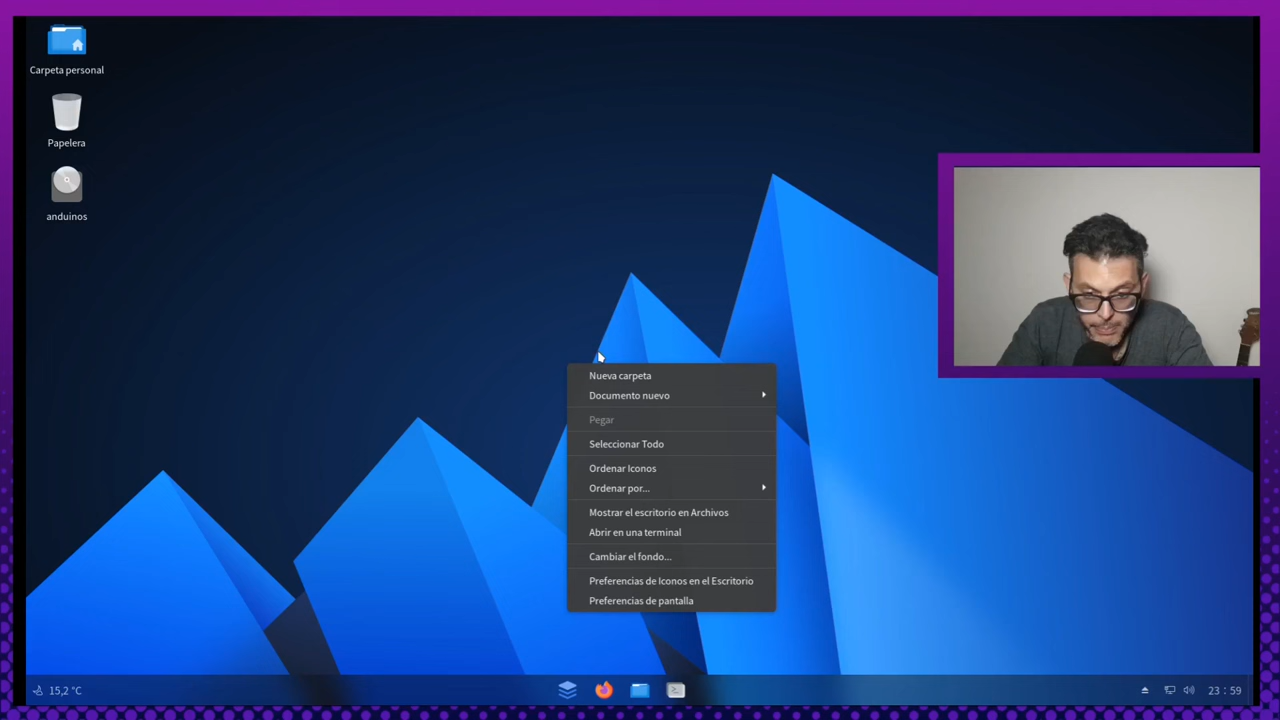 Carpeta personal
Papelera
anduinos
Nueva carpeta
Documento nuevo
Pegar
Seleccionar Todo
Ordenar Iconos
Ordenar por...
Mostrar el escritorio en Archivos
Abrir en una terminal
Cambiar el fondo...
Preferencias de Iconos en el Escritorio
Preferencias de pantalla
15,2 °C
23 : 59